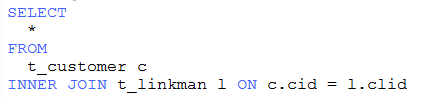 SELECT
*
FROM
t_customer c
INNER JOIN t_linkman l ON c.cid = l.clid